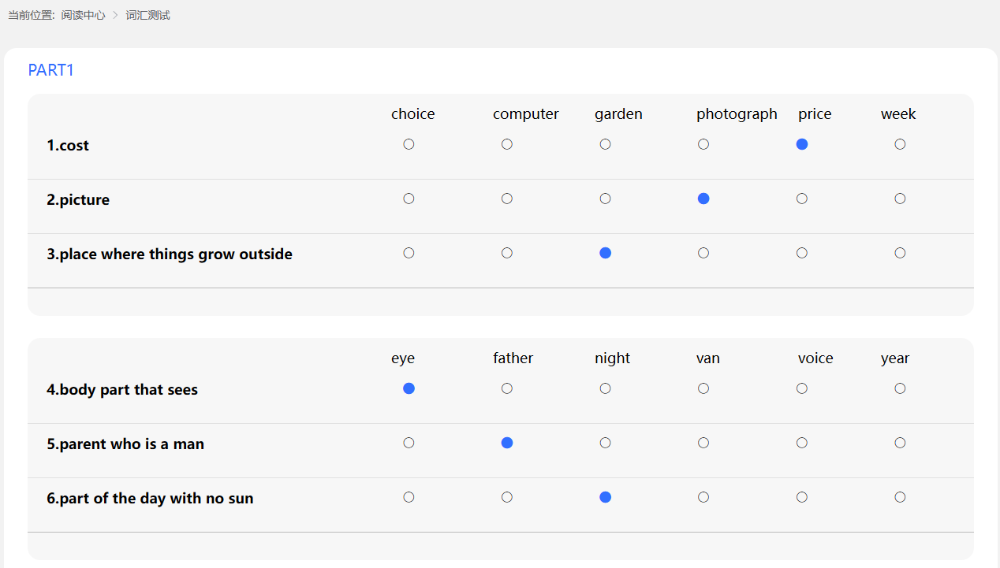 当前位置: 阅读中心 > 词汇测试
PART1
choice computer garden photograph price week
1.cost
2.picture
3.place where things grow outside
eye father night van voice year
4.body part that sees
5.parent who is a man
6.part of the day with no sun